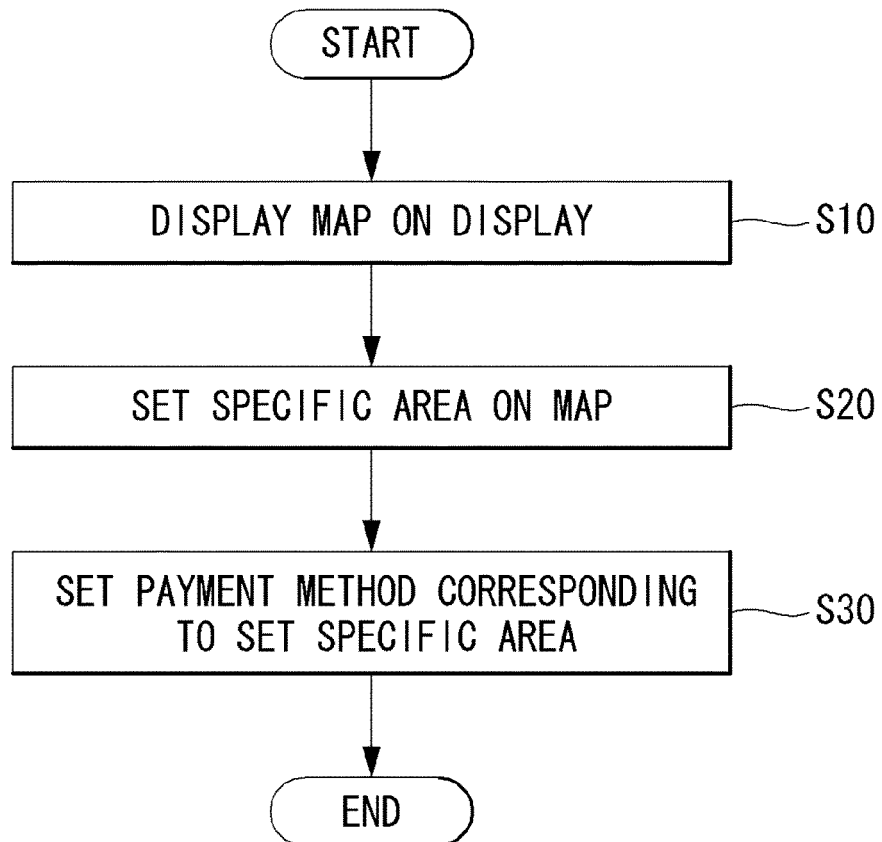 START
DISPLAY MAP ON DISPLAY
S10
SET SPECIFIC AREA ON MAP
S20
SET PAYMENT METHOD CORRESPONDING
TO SET SPECIFIC AREA
S30
END